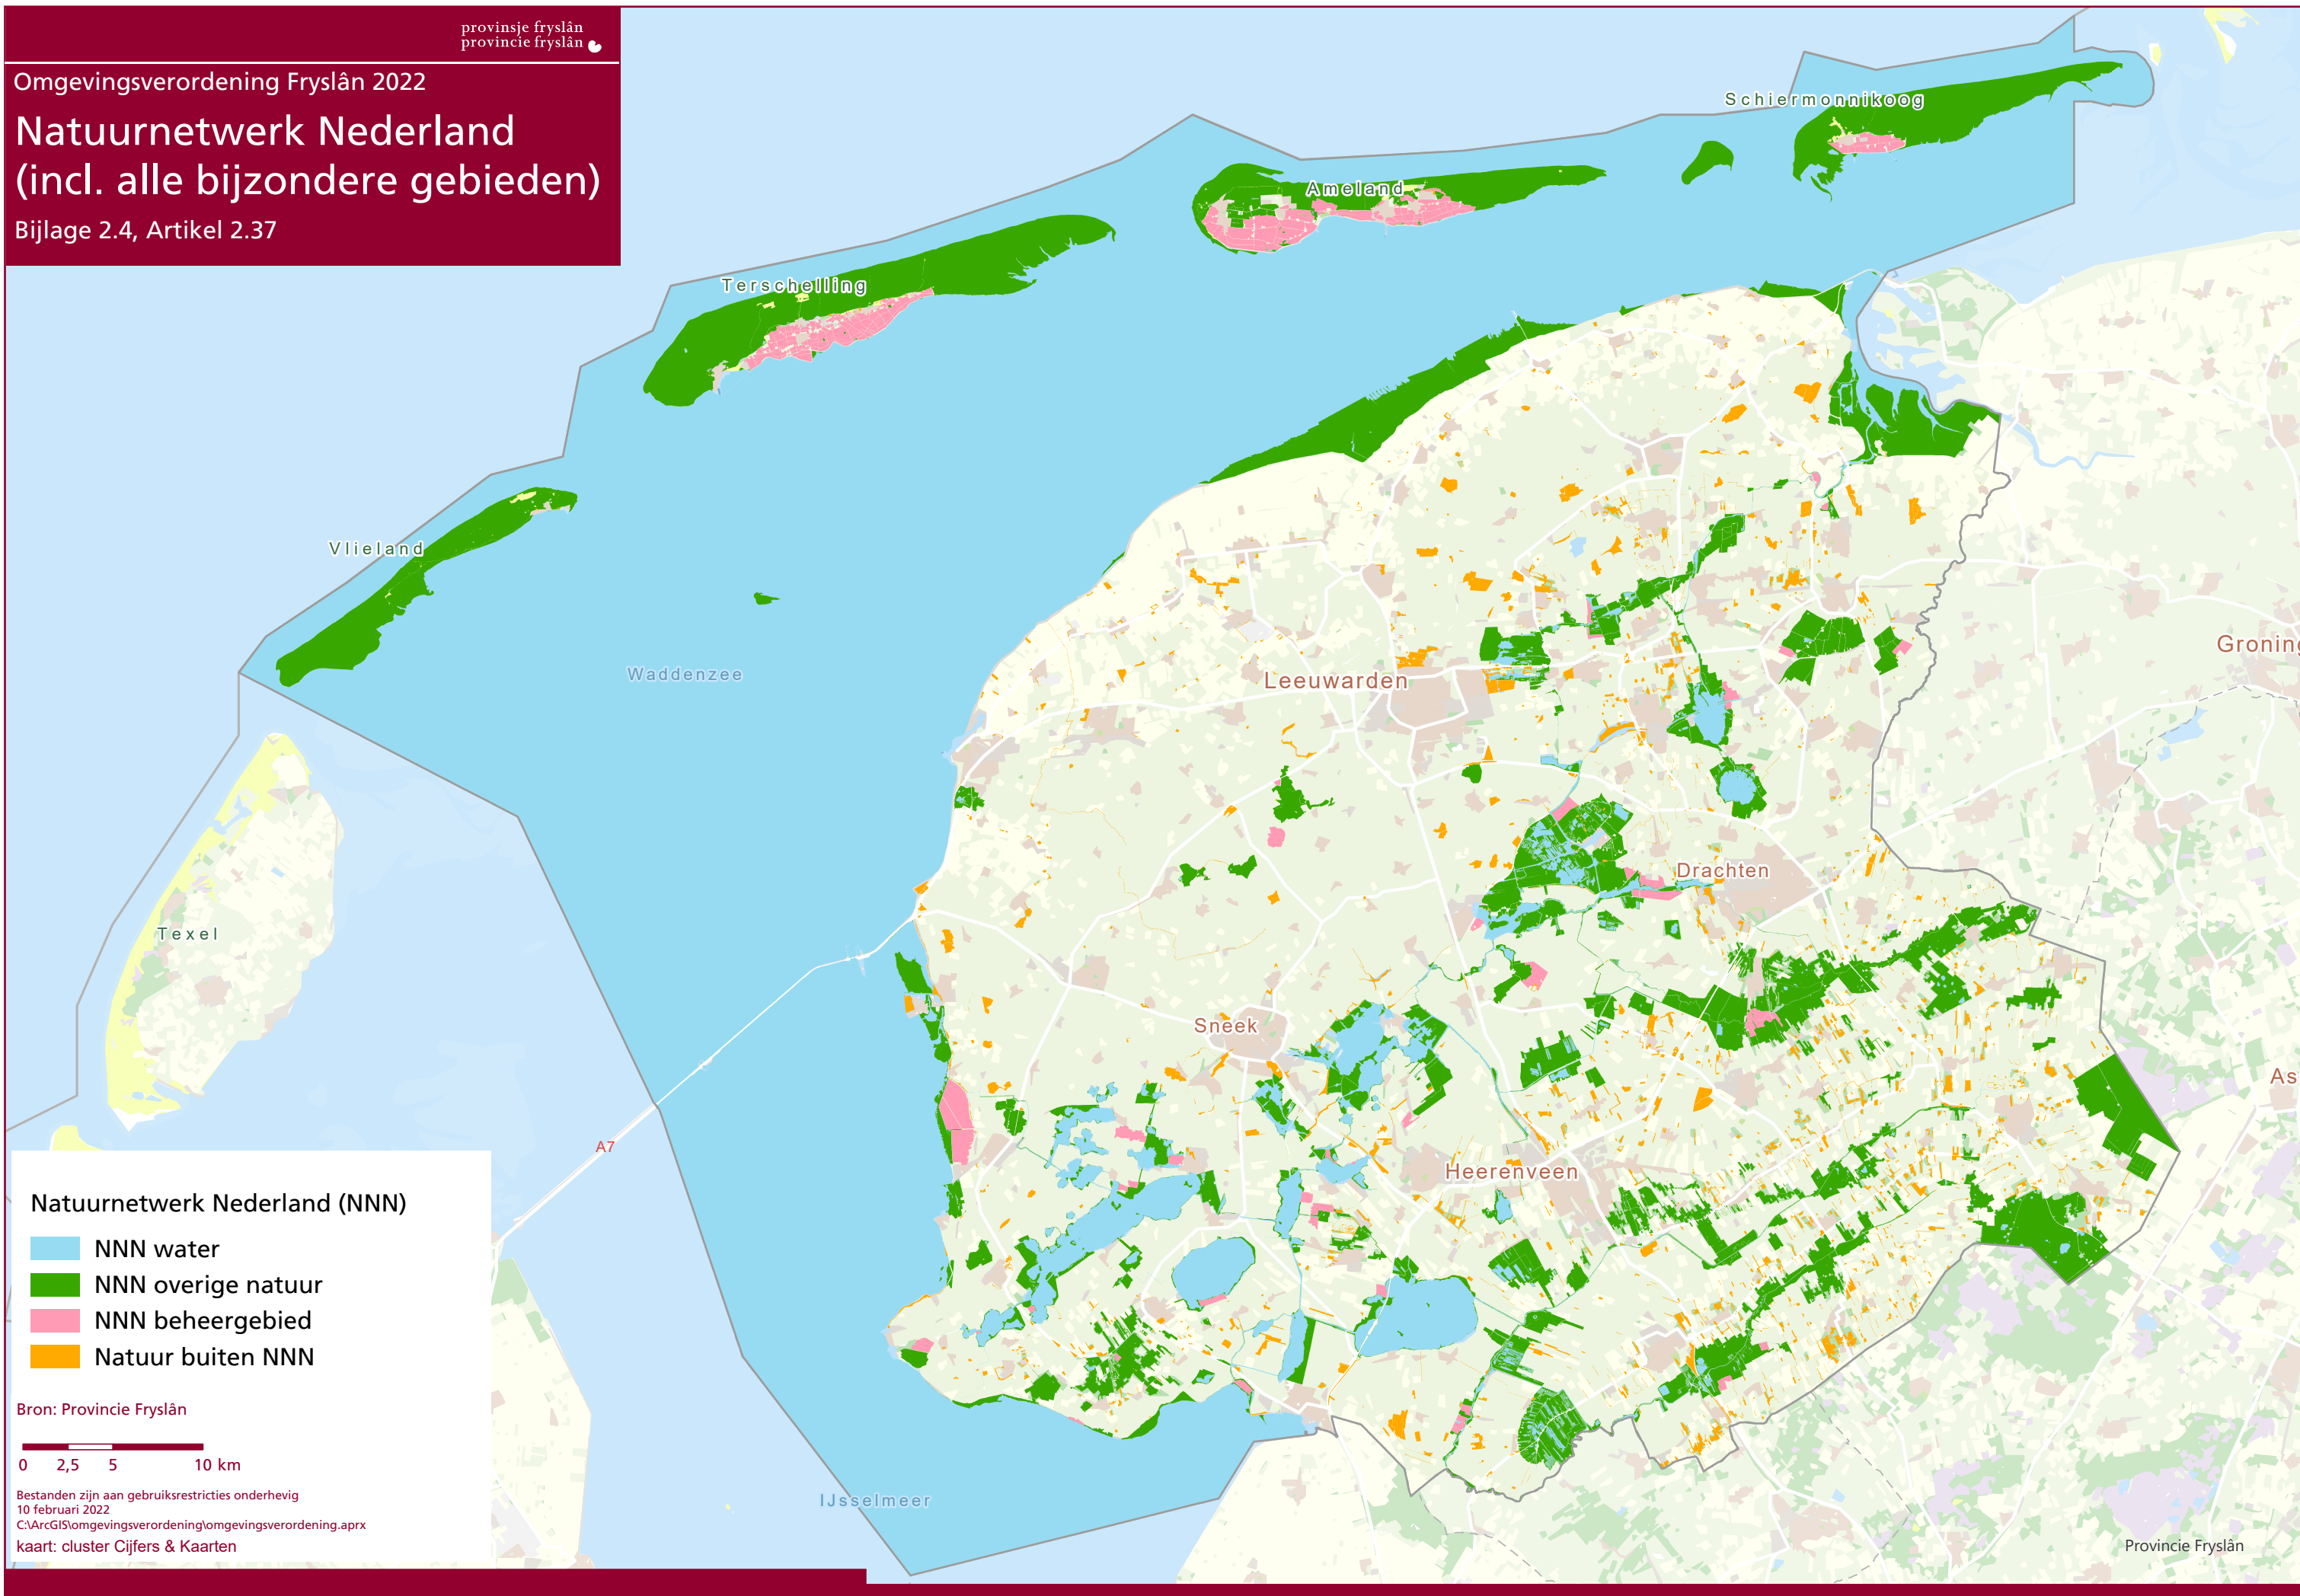 provinsje fryslân
provincie fryslân
Omgevingsverordening Fryslân 2022
Natuurnetwerk Nederland
(incl. alle bijzondere gebieden)
Bijlage 2.4, Artikel 2.37
Schiermonnikoog
Ameland
Terschelling
Vlieland
Waddenzee
Leeuwarden
Groning
Drachten
Texel
Sneek
As
A7
Heerenveen
IJsselmeer
Natuurnetwerk Nederland (NNN)
NNN water
NNN overige natuur
NNN beheergebied
Natuur buiten NNN
Bron: Provincie Fryslân
0 2,5 5 10 km
Bestanden zijn aan gebruiksrestricties onderhevig
10 februari 2022
C:\ArcGIS\omgevingsverordening\omgevingsverordening.aprx
kaart: cluster Cijfers & Kaarten
Provincie Fryslân